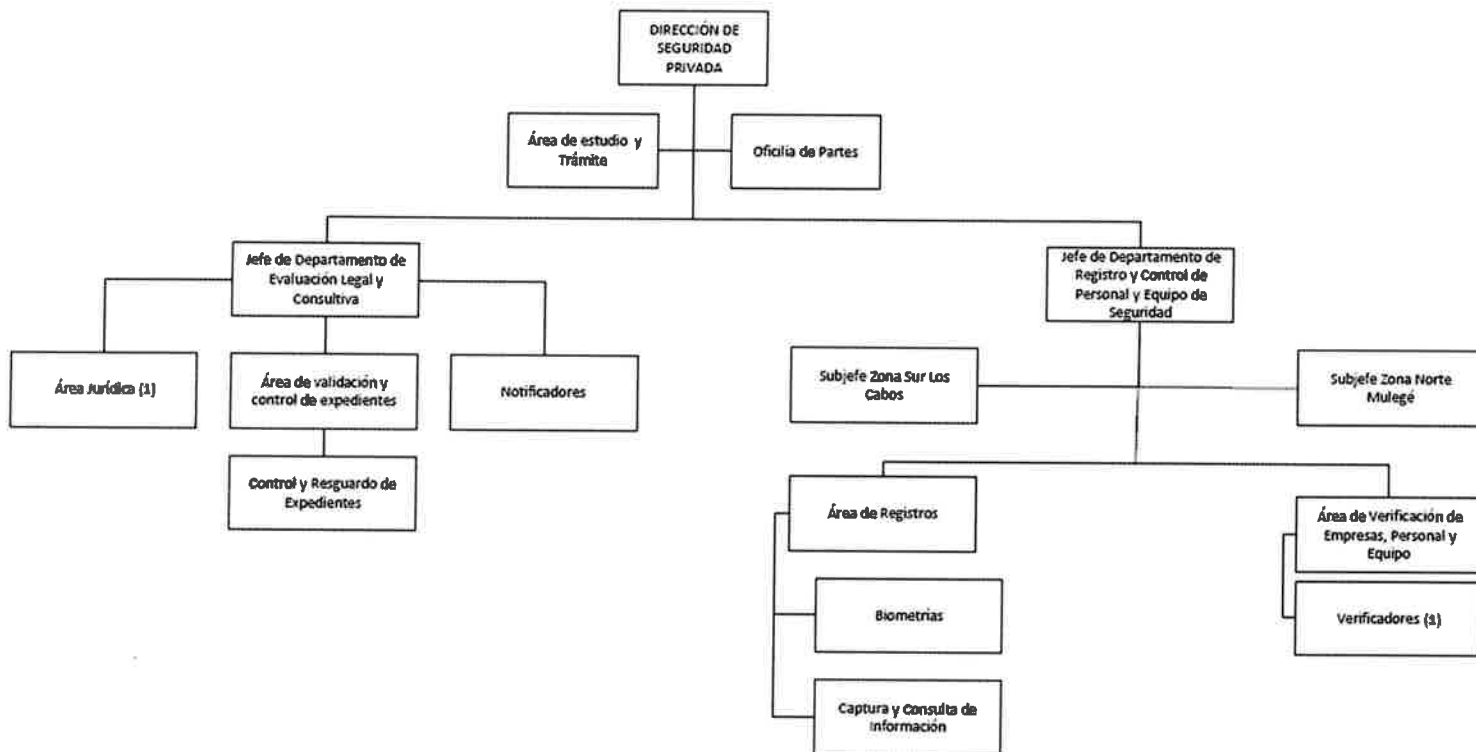 DIRECCIÓN DE
SEGURIDAD
PRIVADA
Área de estudio y
Trámite
Oficilia de Partes
Jefe de Departamento de
Evaluación Legal y
Consultiva
Jefe de Departamento de
Registro y Control de
Personal y Equipo de
Seguridad
Área Jurídica (1)
Área de validación y
control de expedientes
Notificadores
Subjefe Zona Sur Los
Cabos
Subjefe Zona Norte
Mulegé
Control y Resguardo de
Expedientes
Área de Registros
Área de Verificación de
Empresas, Personal y
Equipo
Biometrías
Verificadores (1)
Captura y Consulta de
Información